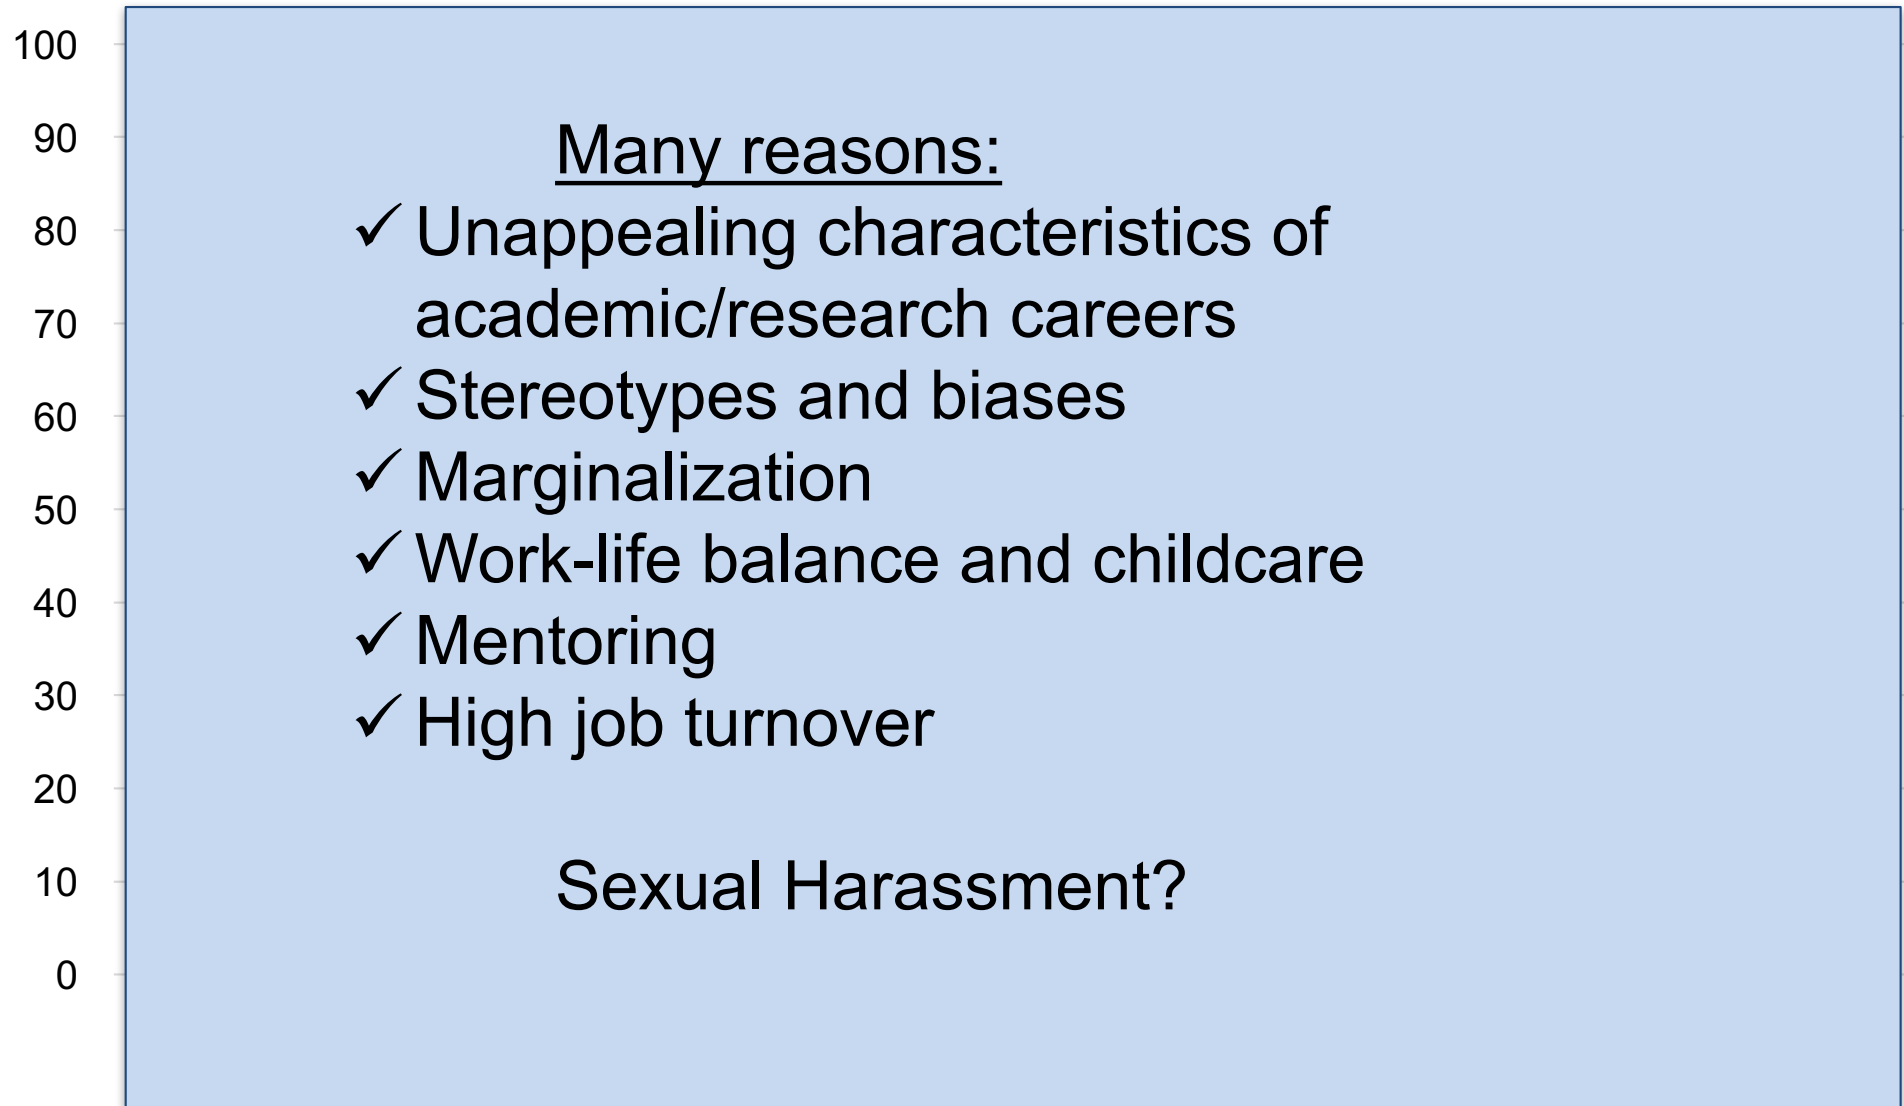 100
90
80
70
60
50
40
30
20
10
0
Many reasons:
✓ Unappealing characteristics of
academic/research careers
✓ Stereotypes and biases
✓ Marginalization
✓ Work-life balance and childcare
✓ Mentoring
✓ High job turnover
Sexual Harassment?